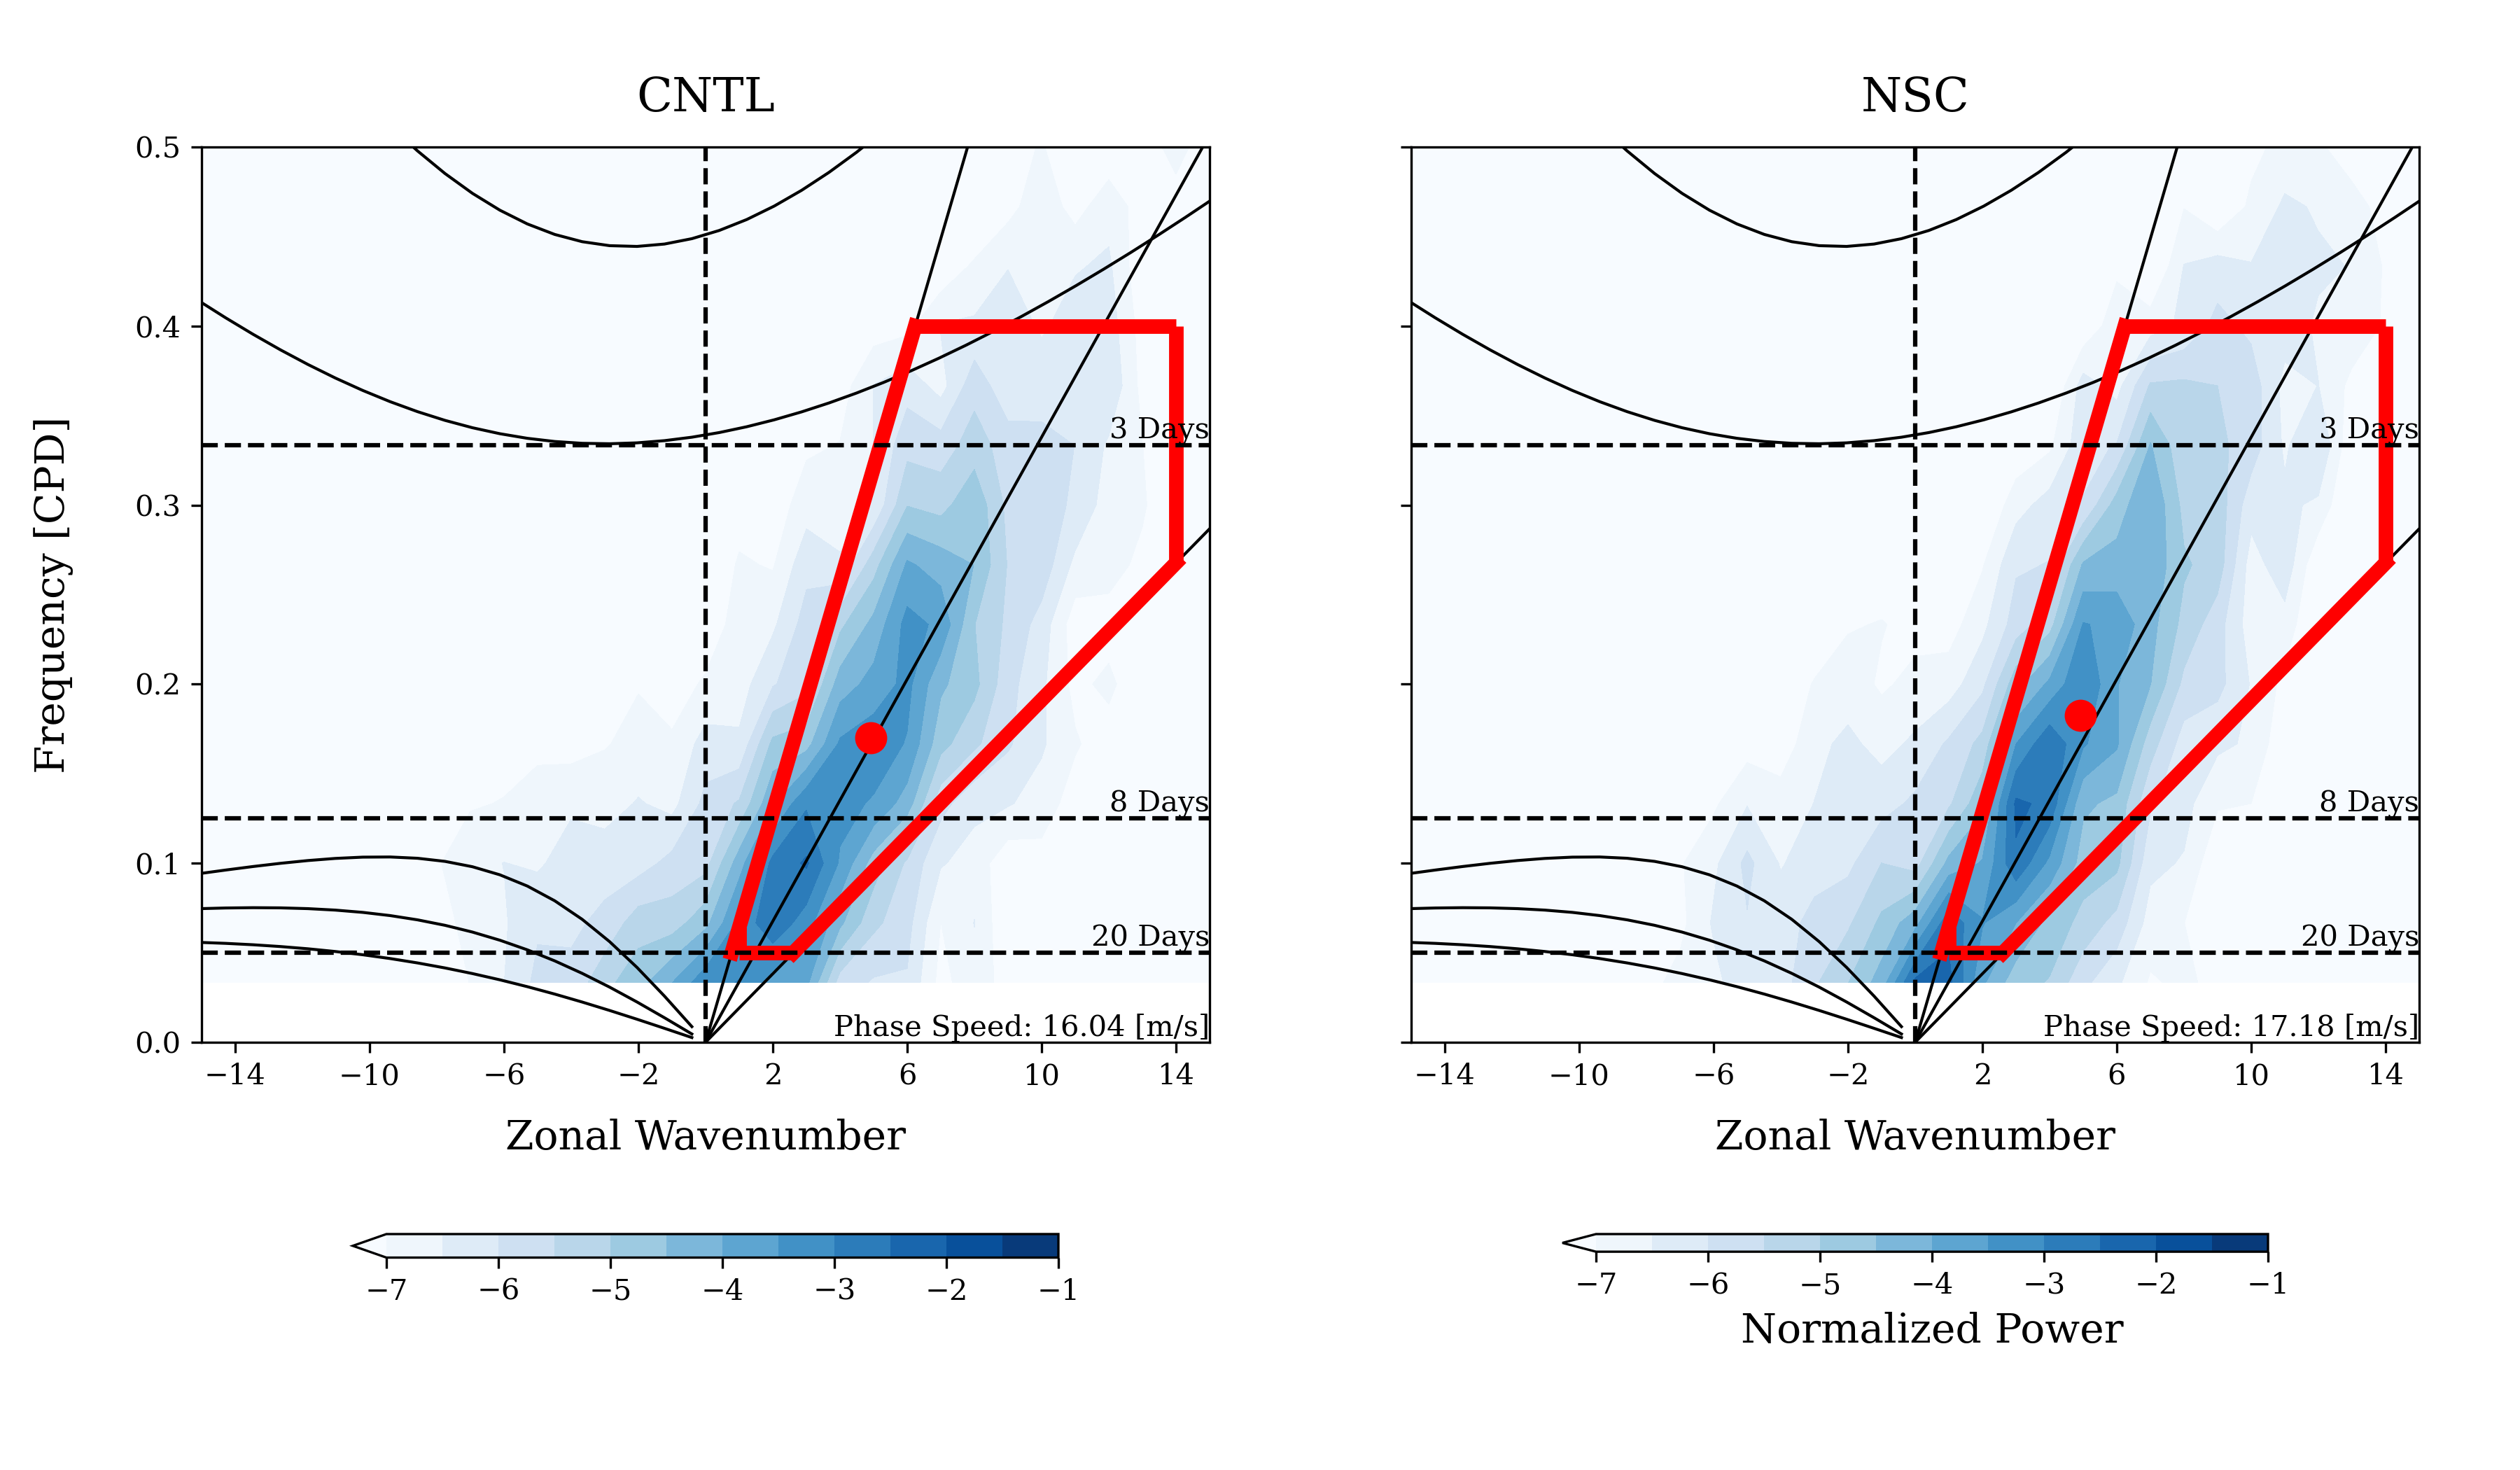 CNTL
NSC
0.5
0.4
0.3
0.2
0.1
0.0
Frequency [CPD]
3 Days
8 Days
20 Days
Phase Speed: 16.04 [m/s]
3 Days
8 Days
20 Days
Phase Speed: 17.18 [m/s]
−14 −10 −6 −2 2 6 10 14
−14 −10 −6 −2 2 6 10 14
Zonal Wavenumber
Zonal Wavenumber
−7 −6 −5 −4 −3 −2 −1
−7 −6 −5 −4 −3 −2 −1
Normalized Power